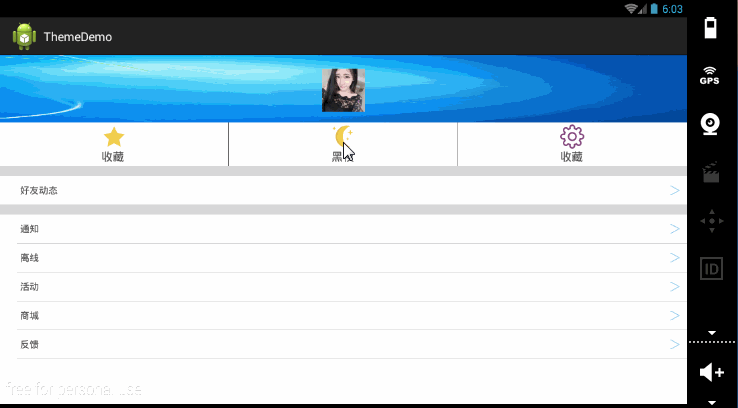 6:03
ThemeDemo
GPS
收藏
黑
收藏
好友动态
ID
通知
离线
活动
商城
反馈
free for personal use